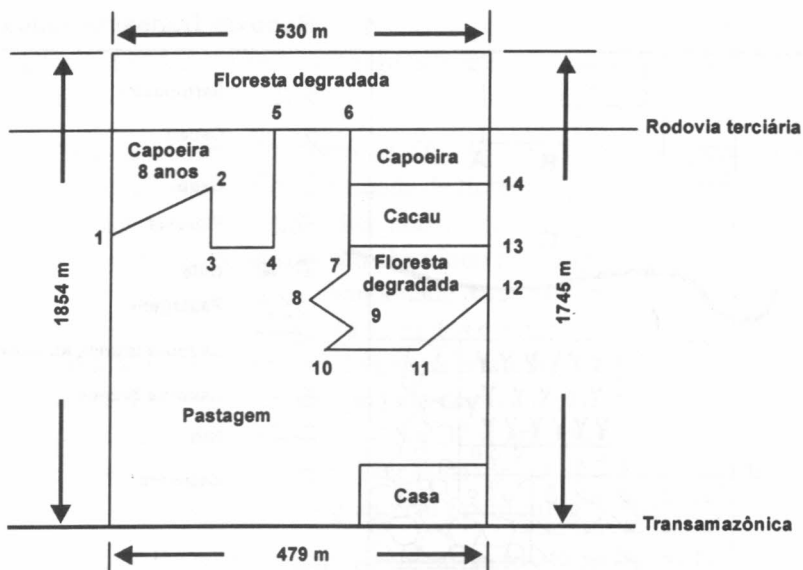 530 m
Floresta degradada
5
6
Rodovia terciária
Capoeira
8 anos
2
Capoeira
14
Cacau
1
3
4
13
7
Floresta
degradada
12
8
9
10
11
1854 m
1745 m
Pastagem
Casa
Transamazônica
479 m